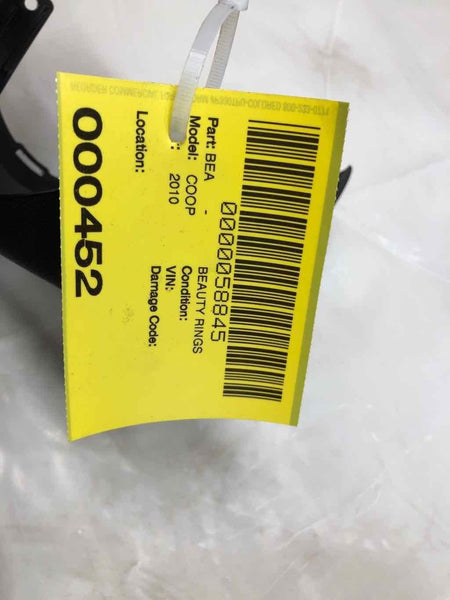 0000058845
Part: BEA - BEAUTY RINGS
Model: COOP Condition:
2010 VIN:
Location: Damage Code:
000452